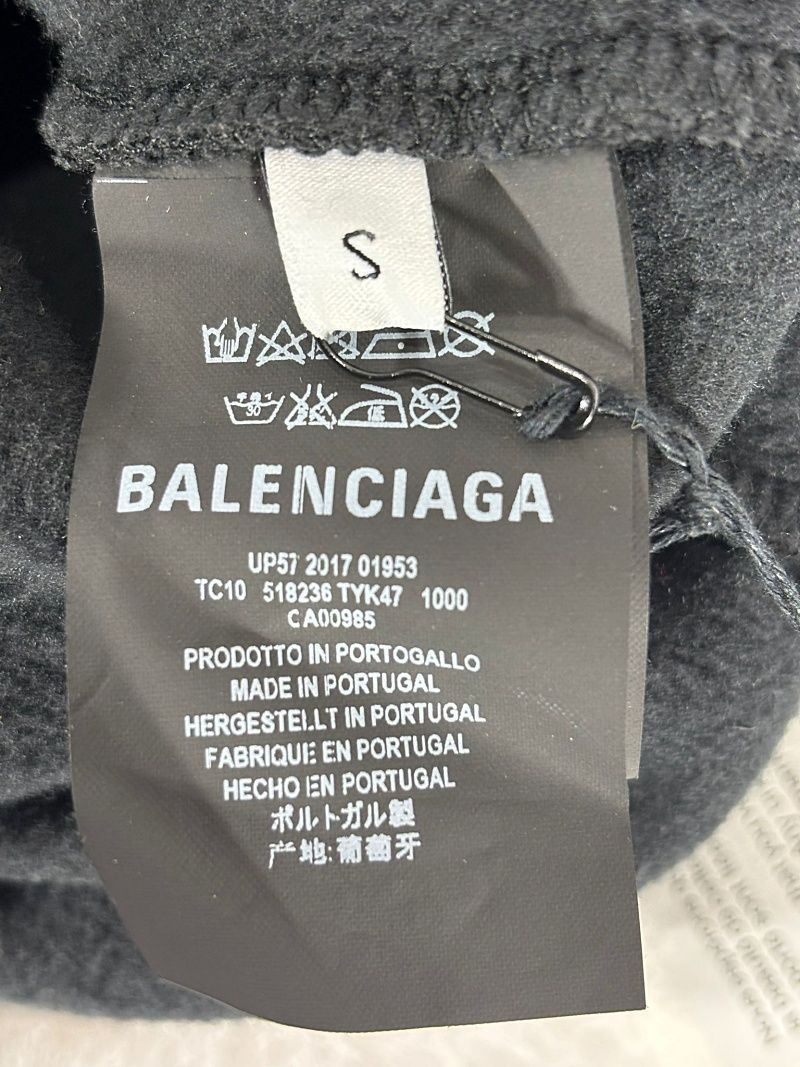 S
BALENCIAGA
UP57 2017 01953
TC10 518236 TYK47 1000
CA00985
PRODOTTO IN PORTOGALLO
MADE IN PORTUGAL
HERGESTELLT IN PORTUGAL
FABRIQUE EN PORTUGAL
HECHO EN PORTUGAL
ポルトガル製
产地:葡萄牙